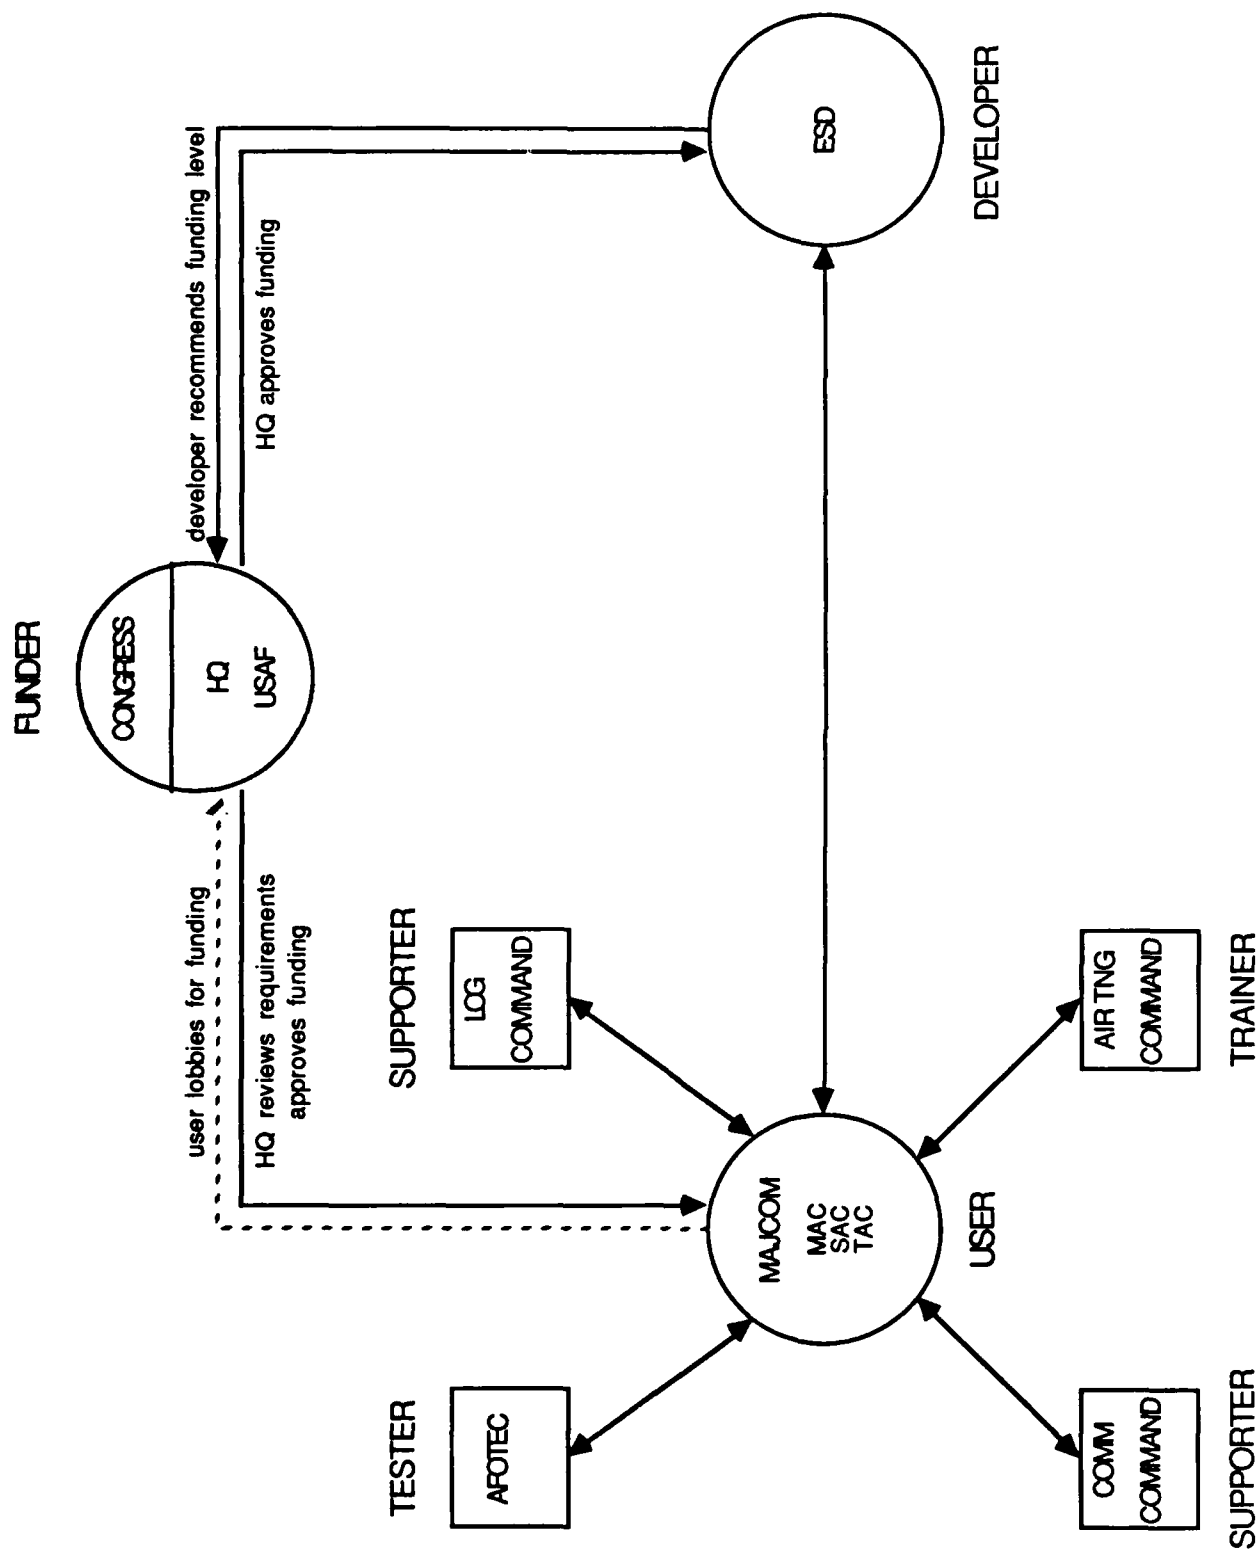 FUNDER
CONGRESS
HQ
USAF
user lobbies for funding
HQ reviews requirements
approves funding
developer recommends funding level
HQ approves funding
TESTER
AFOTEC
SUPPORTER
LOG
COMMAND
MAJCOM
MAC
SAC
TAC
USER
ESD
DEVELOPER
COMM
COMMAND
SUPPORTER
AIR TNG
COMMAND
TRAINER